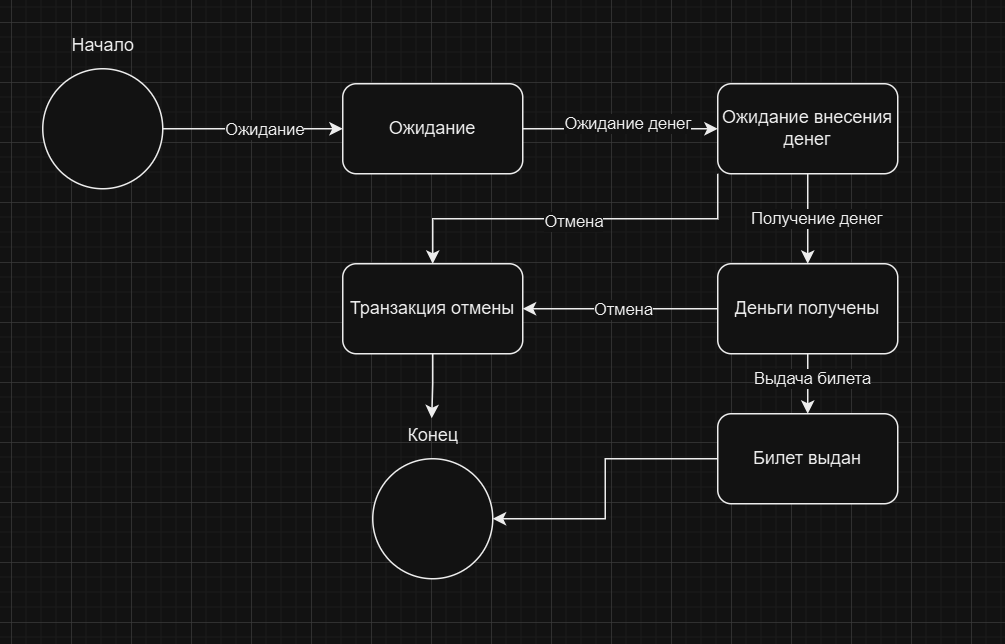 Начало
Ожидание
Ожидание
Ожидание денег
Ожидание внесения
денег
Отмена
Получение денег
Транзакция отмены
Отмена
Деньги получены
Выдача билета
Конец
Билет выдан